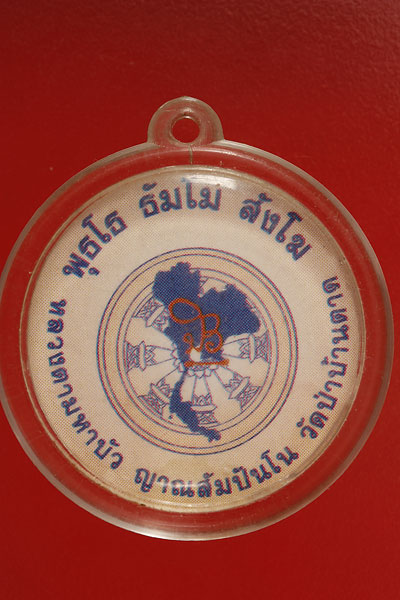 พุธโธ ธัมโม สังโฆ
หลวงตามหาบัว ญาณสัมปันโน วัดป่าบ้านตาด